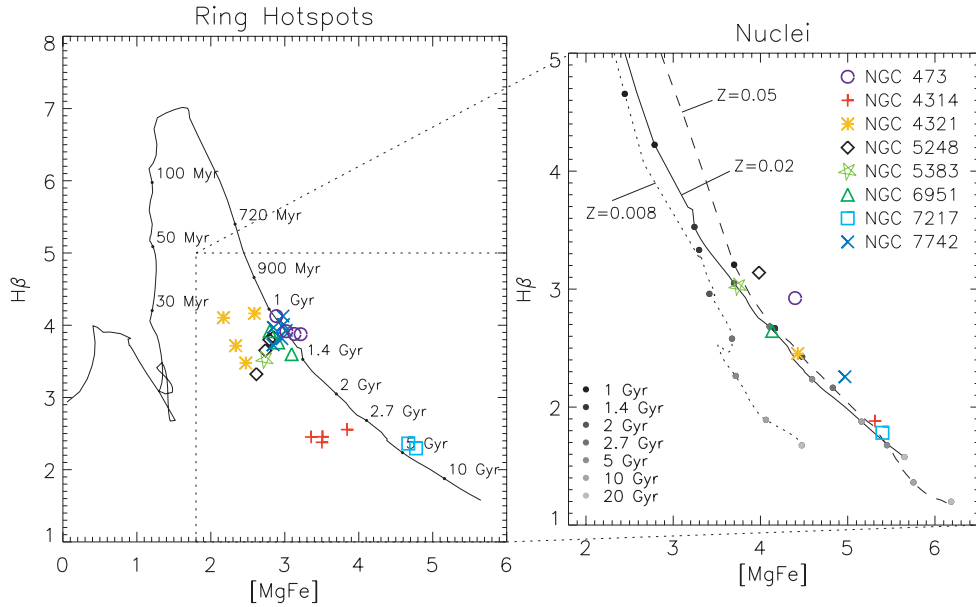 Ring Hotspots
Hβ
8
7
6
5
4
3
2
1
100 Myr
50 Myr
30 Myr
720 Myr
900 Myr
1 Gyr
1.4 Gyr
2 Gyr
2.7 Gyr
5 Gyr
10 Gyr
0 1 2 3 4 5 6
[MgFe]
Nuclei
Hβ
5
4
3
2
1
Z=0.05
Z=0.02
Z=0.008
NGC 473
NGC 4314
NGC 4321
NGC 5248
NGC 5383
NGC 6951
NGC 7217
NGC 7742
1 Gyr
1.4 Gyr
2 Gyr
2.7 Gyr
5 Gyr
10 Gyr
20 Gyr
2 3 4 5 6
[MgFe]